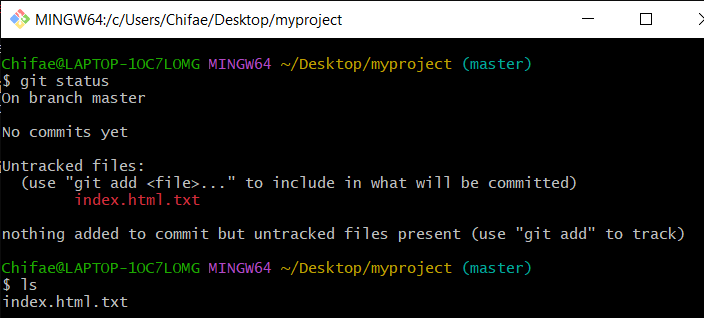 MINGW64:/c/Users/Chifae/Desktop/myproject
Chifae@LAPTOP-1OC7LOMG MINGW64 ~/Desktop/myproject (master)
$ git status
On branch master
No commits yet
Untracked files:
  (use "git add <file>..." to include in what will be committed)
        index.html.txt
nothing added to commit but untracked files present (use "git add" to track)
Chifae@LAPTOP-1OC7LOMG MINGW64 ~/Desktop/myproject (master)
$ ls
index.html.txt